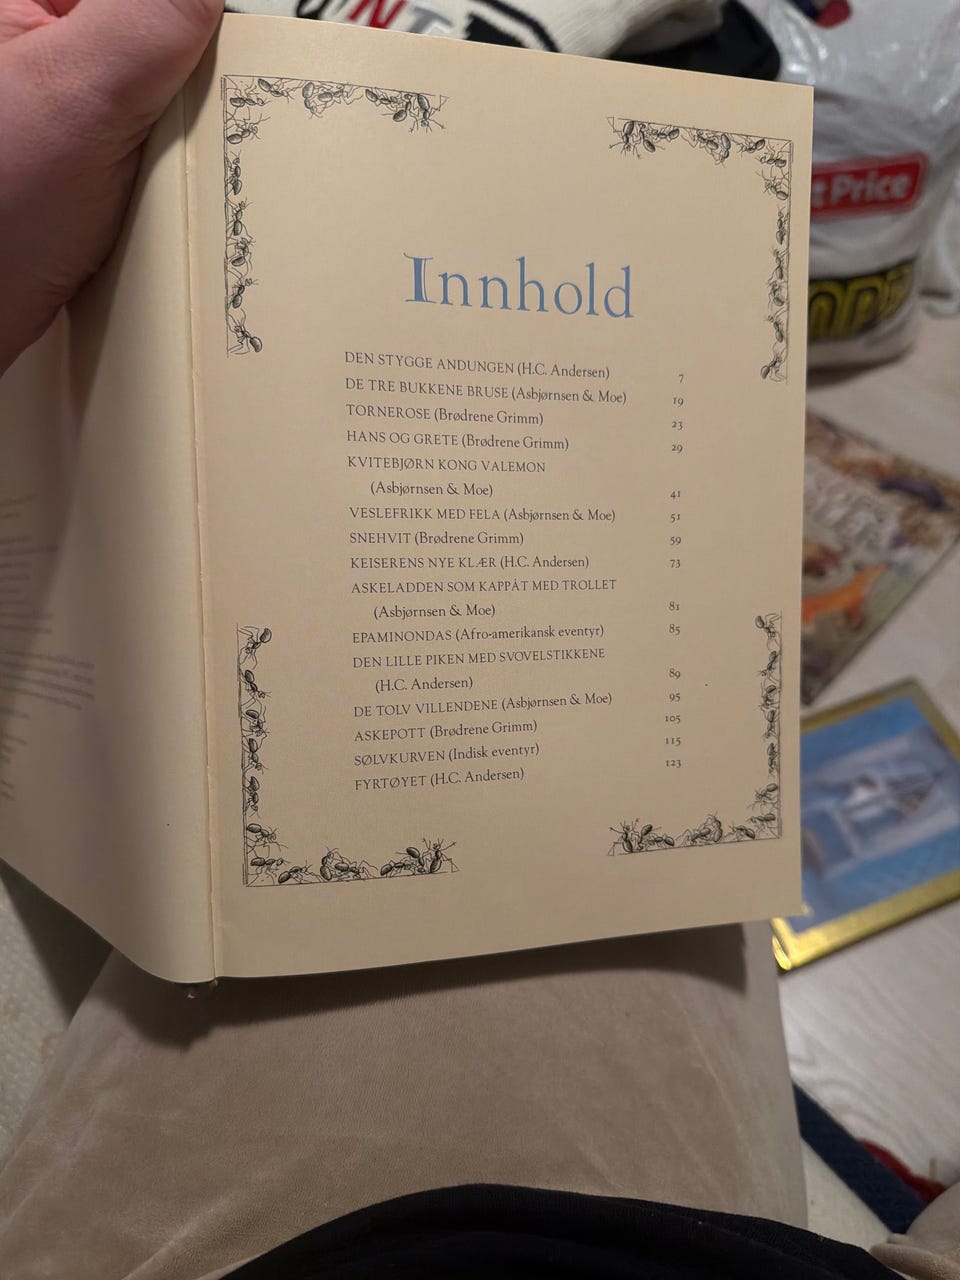 Innhold
DEN STYGGE ANDUNGEN (H.C. Andersen) 7
DE TRE BUKKENE BRUSE (Asbjørnsen & Moe) 19
TORNEROSE (Brødrene Grimm) 23
HANS OG GRETE (Brødrene Grimm) 29
KVITEBJØRN KONG VALEMON
(Asbjørnsen & Moe) 41
VESLEFRIKK MED FELA (Asbjørnsen & Moe) 51
SNEHVIT (Brødrene Grimm) 59
KEISERENS NYE KLÆR (H.C. Andersen) 73
ASKELADDEN SOM KAPPÅT MED TROLLET
(Asbjørnsen & Moe) 81
EPAMINONDAS (Afro-amerikansk eventyr) 85
DEN LILLE PIKEN MED SVOVELSTIKKENE
(H.C. Andersen) 89
DE TOLV VILLENDENE (Asbjørnsen & Moe) 95
ASKEPOTT (Brødrene Grimm) 105
SØLVKURVEN (Indisk eventyr) 115
FYRTØYET (H.C. Andersen) 123
Price